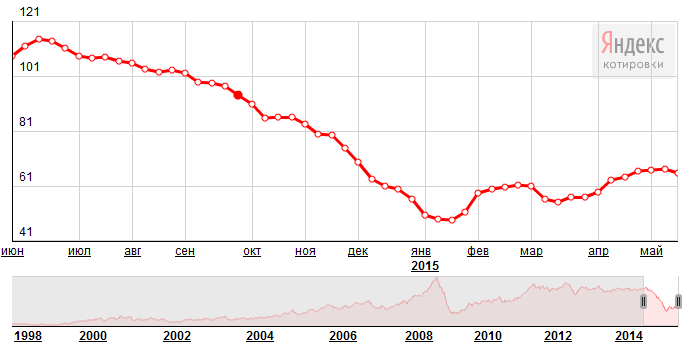 121
Яндекс
котировки
101
81
61
41
июн июл авг сен окт ноя дек янв фев мар апр май
2015
1998 2000 2002 2004 2006 2008 2010 2012 2014